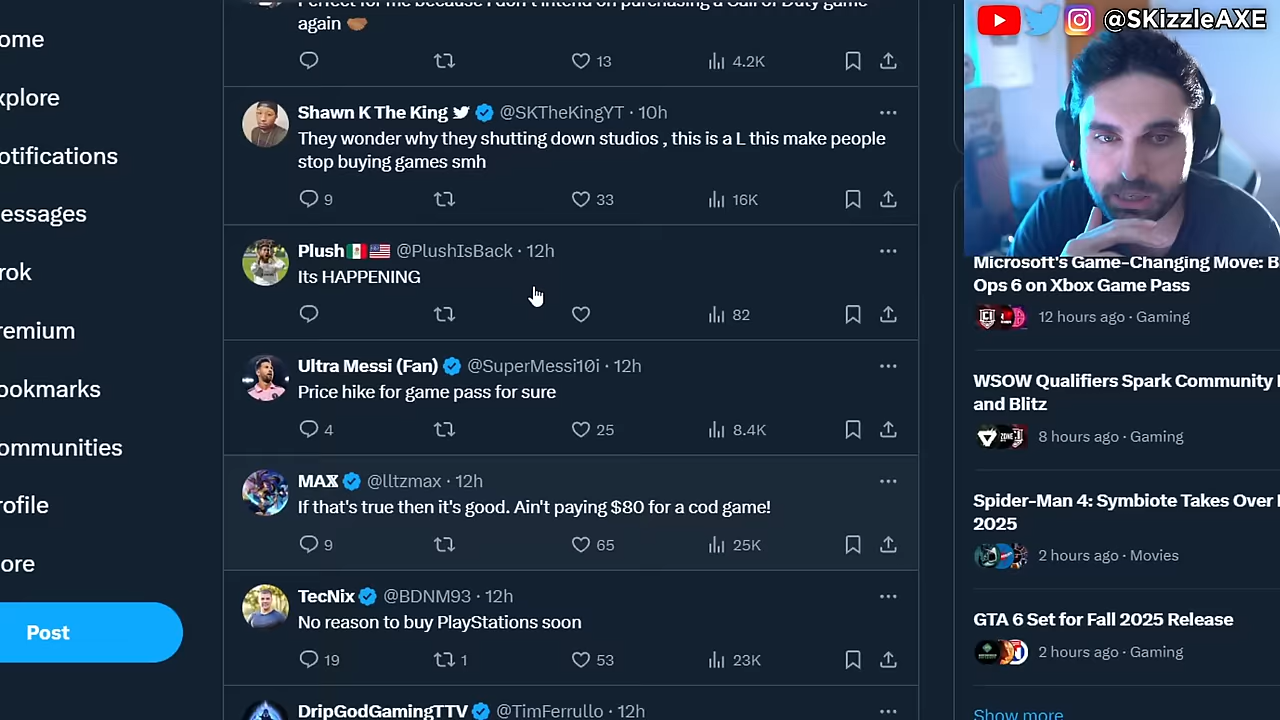 ome
xplore
otifications
essages
rok
remium
ookmarks
ommunities
rofile
ore
Post
Perfect for me because I don't intend on purchasing a Call of Duty game
again
13
4.2K
Shawn K The King @SKTheKingYT · 10h
They wonder why they shutting down studios , this is a L this make people
stop buying games smh
9
33
16K
Plush @PlushIsBack · 12h
Its HAPPENING
82
Ultra Messi (Fan) @SuperMessi10i · 12h
Price hike for game pass for sure
4
25
8.4K
MAX @lltzmax · 12h
If that's true then it's good. Ain't paying $80 for a cod game!
9
65
25K
TecNix @BDNM93 · 12h
No reason to buy PlayStations soon
19
1
53
23K
DripGodGamingTTV @TimFerrullo · 12h
@SKizzleAXE
Microsoft's Game-Changing Move: B
Ops 6 on Xbox Game Pass
12 hours ago · Gaming
WSOW Qualifiers Spark Community
and Blitz
8 hours ago · Gaming
Spider-Man 4: Symbiote Takes Over
2025
2 hours ago · Movies
GTA 6 Set for Fall 2025 Release
2 hours ago · Gaming
Show more